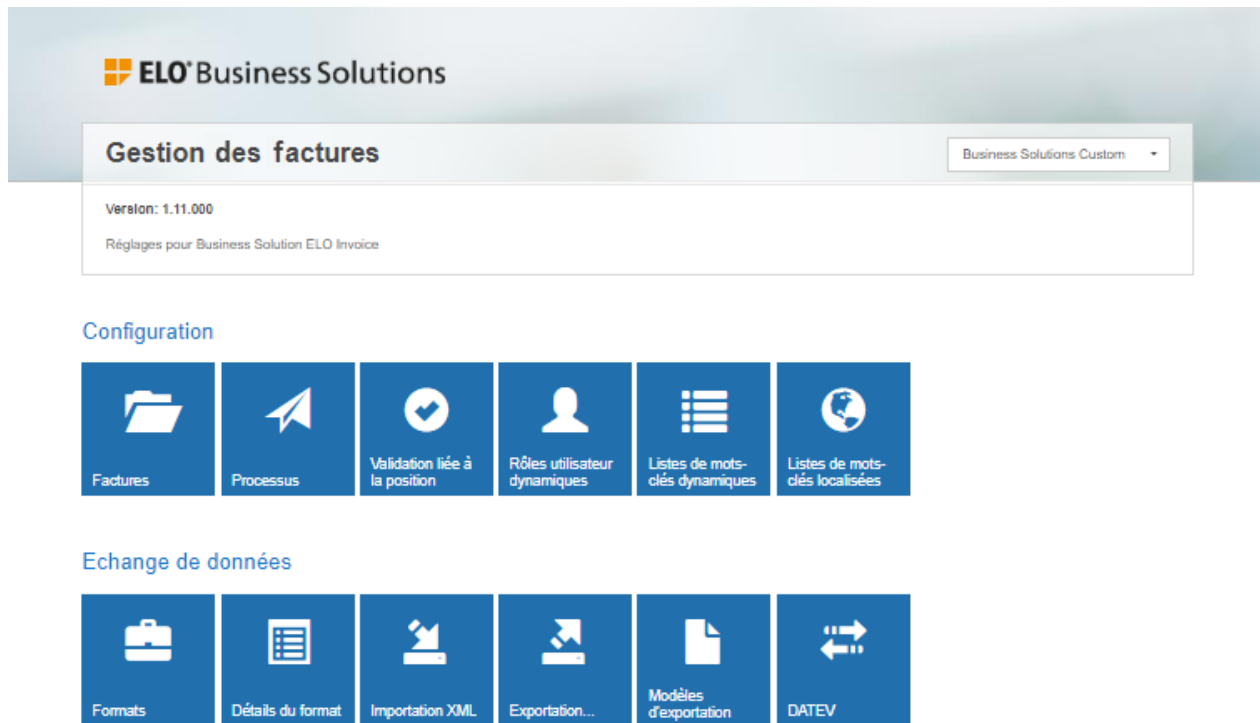 ELO® Business Solutions
Gestion des factures
Business Solutions Custom
Version: 1.11.000
Réglages pour Business Solution ELO Invoice
Configuration
Factures
Processus
Validation liée à
la position
Rôles utilisateur
dynamiques
Listes de mots-
clés dynamiques
Listes de mots-
clés localisées
Echange de données
Formats
Détails du format
Importation XML
Exportation...
Modèles
d'exportation
DATEV